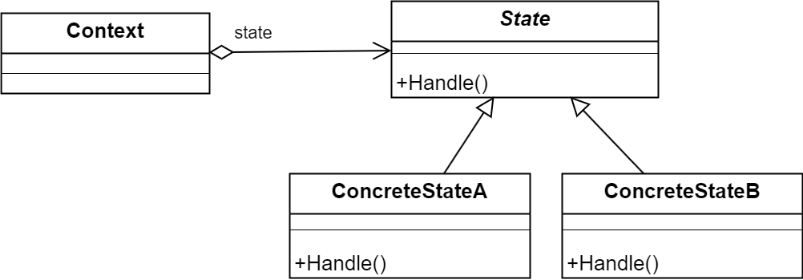 Context
state
State
+Handle()
ConcreteStateA
+Handle()
ConcreteStateB
+Handle()